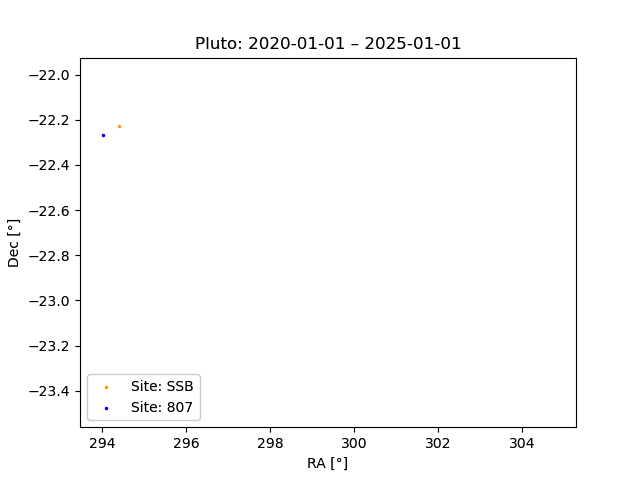 Pluto: 2020-01-01 – 2025-01-01
−22.0
−22.2
−22.4
−22.6
−22.8
−23.0
−23.2
−23.4
Dec [°]
Site: SSB
Site: 807
294 296 298 300 302 304
RA [°]